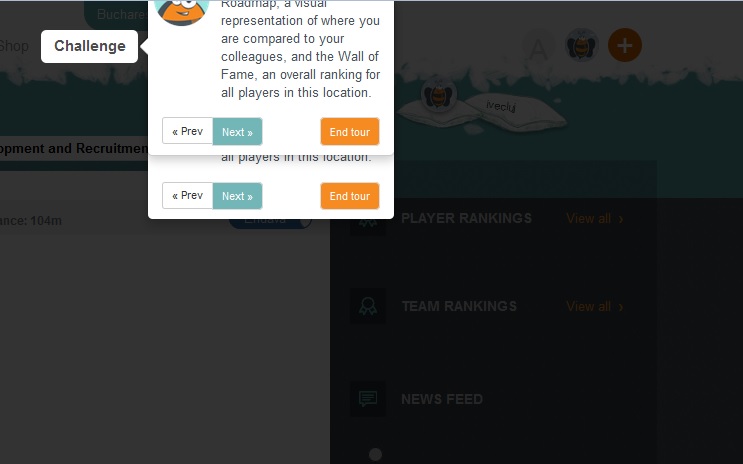 Bucharest
Shop
Challenge
Roadmap, a visual
representation of where you
are compared to your
colleagues, and the Wall of
Fame, an overall ranking for
all players in this location.
« Prev
Next »
End tour
all players in this location.
« Prev
Next »
End tour
A
opment and Recruitmen
ance: 104m
PLAYER RANKINGS
View all ›
TEAM RANKINGS
View all ›
NEWS FEED